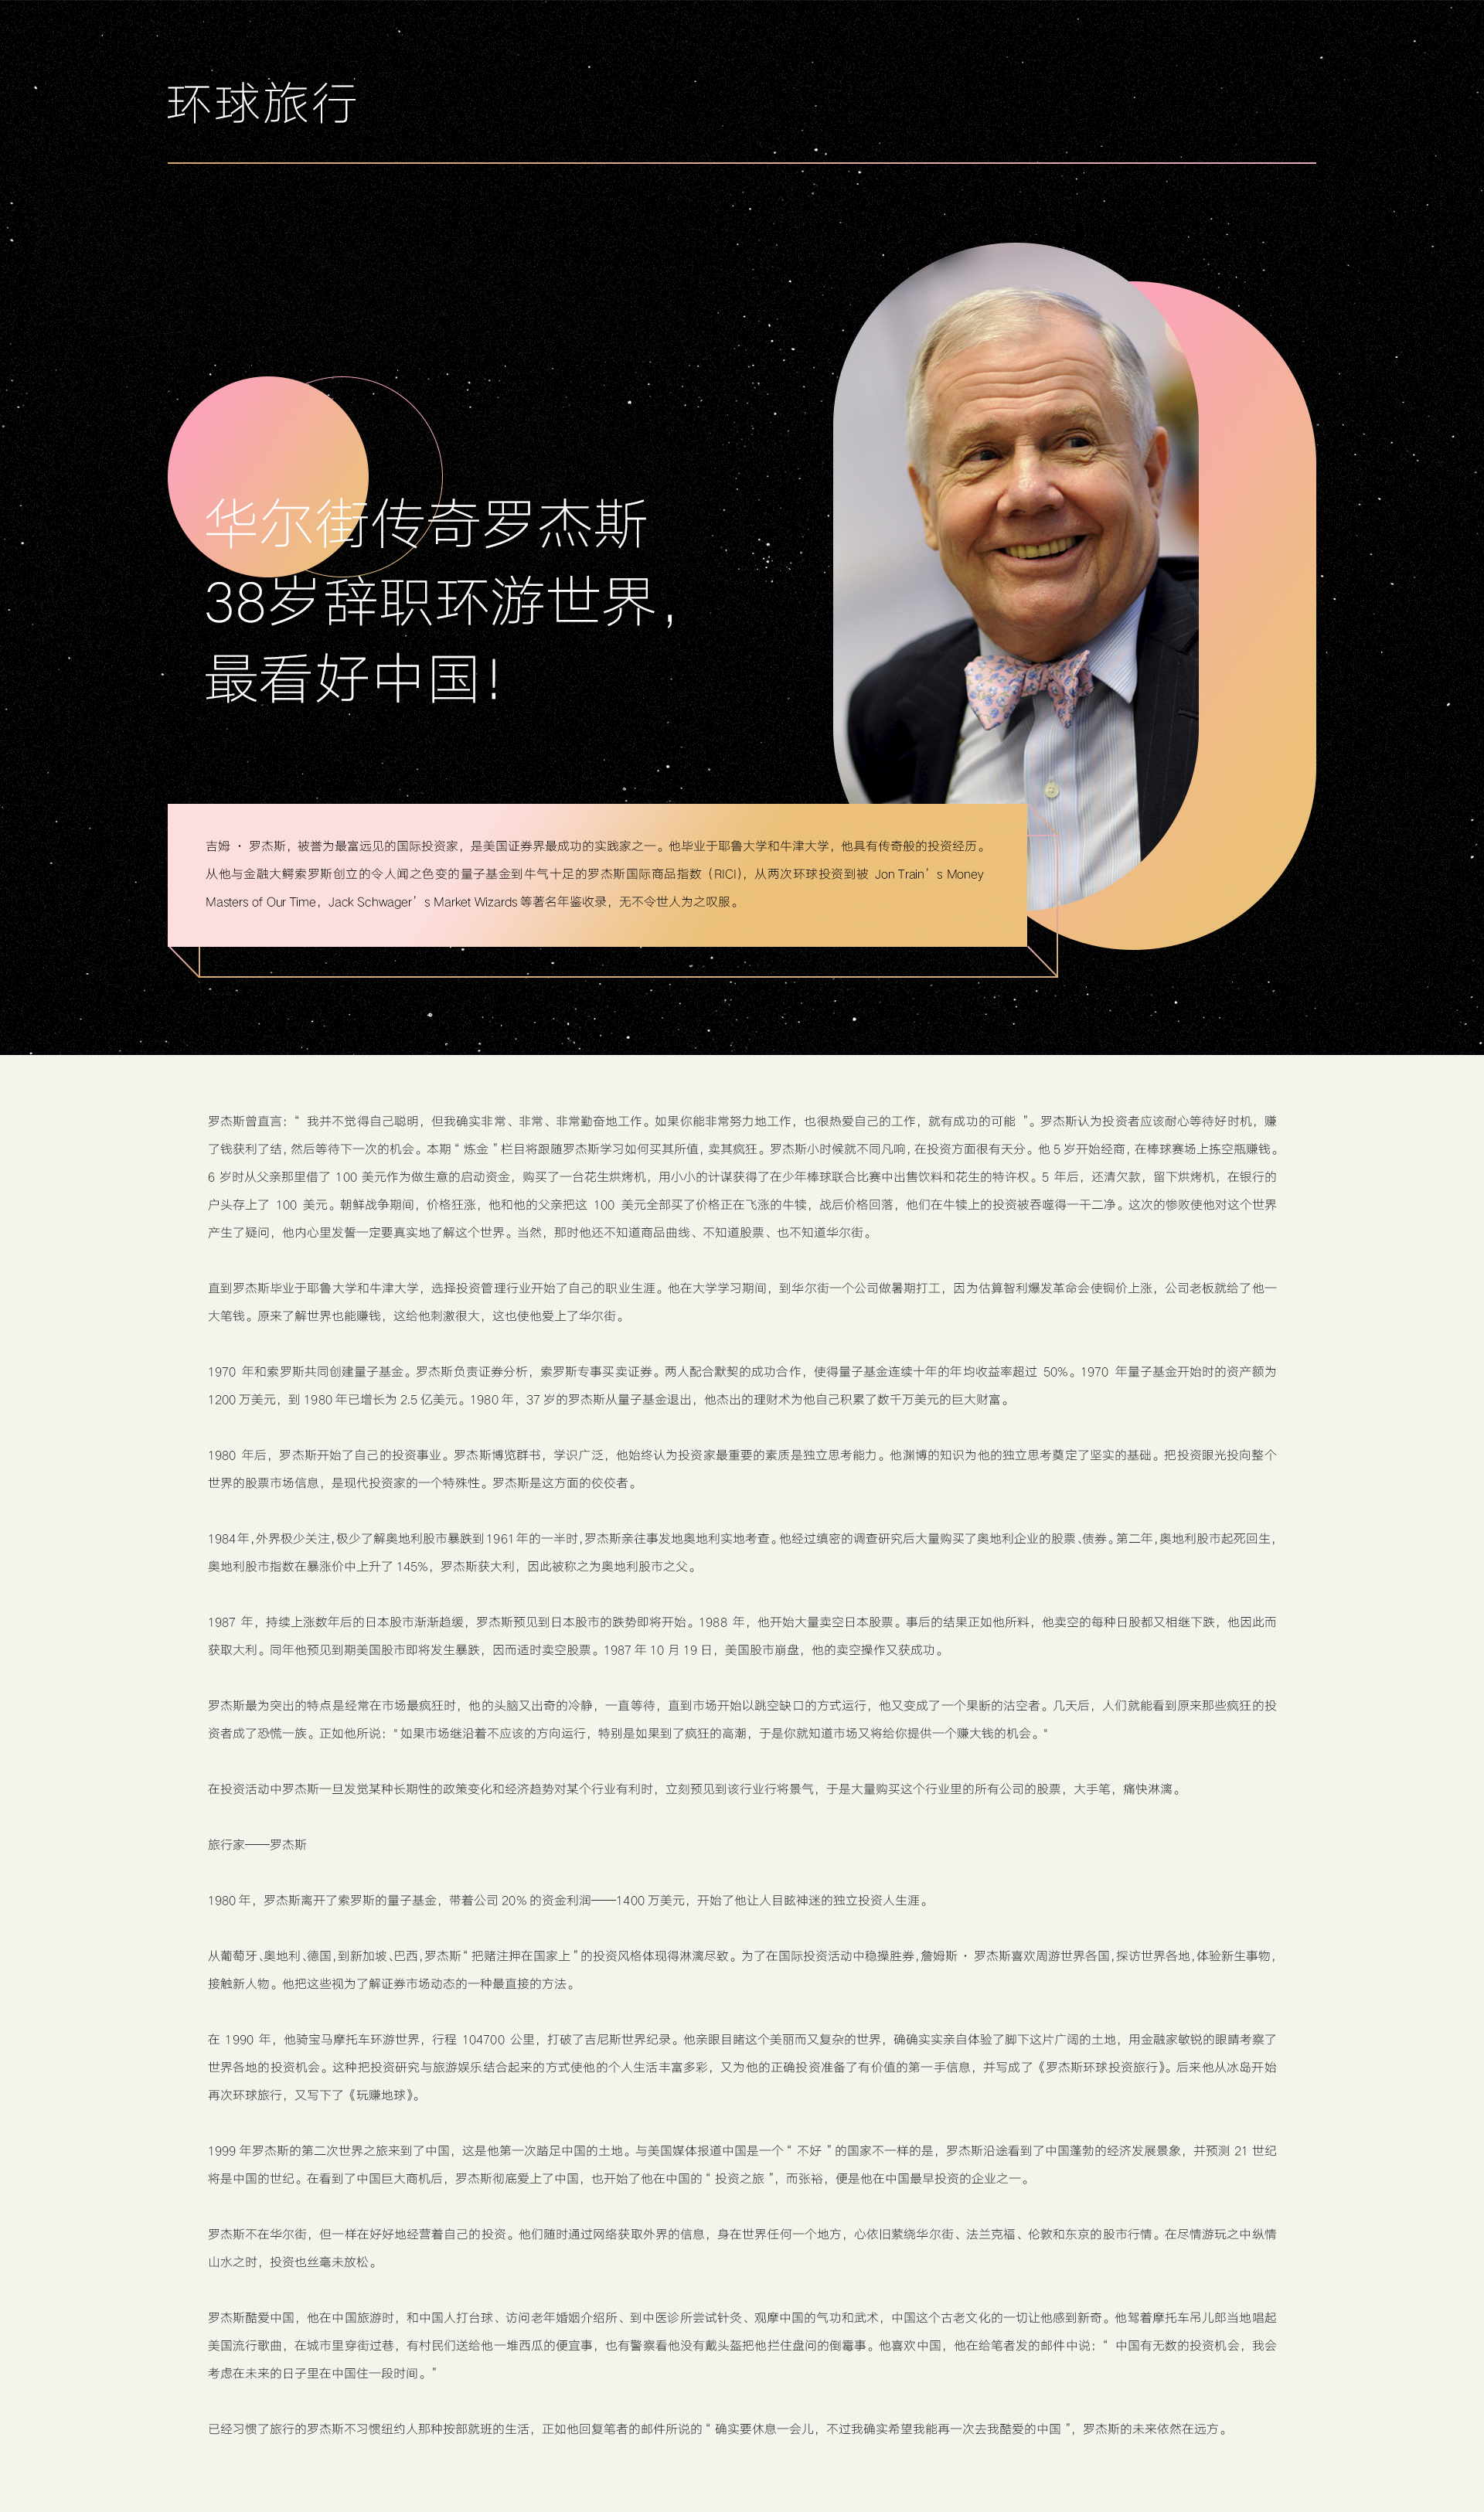 环球旅行
华尔街传奇罗杰斯
38岁辞职环游世界，
最看好中国！
吉姆 · 罗杰斯，被誉为最富远见的国际投资家，是美国证券界最成功的实践家之一。他毕业于耶鲁大学和牛津大学，他具有传奇般的投资经历。
从他与金融大鳄索罗斯创立的令人闻之色变的量子基金到牛气十足的罗杰斯国际商品指数（RICI），从两次环球投资到被 Jon Train’s Money
Masters of Our Time，Jack Schwager’s Market Wizards 等著名年鉴收录，无不令世人为之叹服。
罗杰斯曾直言：“ 我并不觉得自己聪明，但我确实非常、非常、非常勤奋地工作。如果你能非常努力地工作，也很热爱自己的工作，就有成功的可能 ”。罗杰斯认为投资者应该耐心等待好时机，赚
了钱获利了结，然后等待下一次的机会。本期“ 炼金 ”栏目将跟随罗杰斯学习如何买其所值，卖其疯狂。罗杰斯小时候就不同凡响，在投资方面很有天分。他 5 岁开始经商，在棒球赛场上拣空瓶赚钱。
6 岁时从父亲那里借了 100 美元作为做生意的启动资金，购买了一台花生烘烤机，用小小的计谋获得了在少年棒球联合比赛中出售饮料和花生的特许权。5 年后，还清欠款，留下烘烤机，在银行的
户头存上了 100 美元。朝鲜战争期间，价格狂涨，他和他的父亲把这 100 美元全部买了价格正在飞涨的牛犊，战后价格回落，他们在牛犊上的投资被吞噬得一干二净。这次的惨败使他对这个世界
产生了疑问，他内心里发誓一定要真实地了解这个世界。当然，那时他还不知道商品曲线、不知道股票、也不知道华尔街。
直到罗杰斯毕业于耶鲁大学和牛津大学，选择投资管理行业开始了自己的职业生涯。他在大学学习期间，到华尔街一个公司做暑期打工，因为估算智利爆发革命会使铜价上涨，公司老板就给了他一
大笔钱。原来了解世界也能赚钱，这给他刺激很大，这也使他爱上了华尔街。
1970 年和索罗斯共同创建量子基金。罗杰斯负责证券分析，索罗斯专事买卖证券。两人配合默契的成功合作，使得量子基金连续十年的年均收益率超过 50%。1970 年量子基金开始时的资产额为
1200 万美元，到 1980 年已增长为 2.5 亿美元。1980 年，37 岁的罗杰斯从量子基金退出，他杰出的理财术为他自己积累了数千万美元的巨大财富。
1980 年后，罗杰斯开始了自己的投资事业。罗杰斯博览群书，学识广泛，他始终认为投资家最重要的素质是独立思考能力。他渊博的知识为他的独立思考奠定了坚实的基础。把投资眼光投向整个
世界的股票市场信息，是现代投资家的一个特殊性。罗杰斯是这方面的佼佼者。
1984年，外界极少关注，极少了解奥地利股市暴跌到1961年的一半时，罗杰斯亲往事发地奥地利实地考查。他经过缜密的调查研究后大量购买了奥地利企业的股票、债券。第二年，奥地利股市起死回生，
奥地利股市指数在暴涨价中上升了 145%，罗杰斯获大利，因此被称之为奥地利股市之父。
1987 年，持续上涨数年后的日本股市渐渐趋缓，罗杰斯预见到日本股市的跌势即将开始。1988 年，他开始大量卖空日本股票。事后的结果正如他所料，他卖空的每种日股都又相继下跌，他因此而
获取大利。同年他预见到期美国股市即将发生暴跌，因而适时卖空股票。1987 年 10 月 19 日，美国股市崩盘，他的卖空操作又获成功。
罗杰斯最为突出的特点是经常在市场最疯狂时，他的头脑又出奇的冷静，一直等待，直到市场开始以跳空缺口的方式运行，他又变成了一个果断的沽空者。几天后，人们就能看到原来那些疯狂的投
资者成了恐慌一族。正如他所说："如果市场继沿着不应该的方向运行，特别是如果到了疯狂的高潮，于是你就知道市场又将给你提供一个赚大钱的机会。"
在投资活动中罗杰斯一旦发觉某种长期性的政策变化和经济趋势对某个行业有利时，立刻预见到该行业行将景气，于是大量购买这个行业里的所有公司的股票，大手笔，痛快淋漓。
旅行家——罗杰斯
1980 年，罗杰斯离开了索罗斯的量子基金，带着公司 20% 的资金利润——1400 万美元，开始了他让人目眩神迷的独立投资人生涯。
从葡萄牙、奥地利、德国，到新加坡、巴西，罗杰斯“ 把赌注押在国家上 ”的投资风格体现得淋漓尽致。为了在国际投资活动中稳操胜券，詹姆斯 · 罗杰斯喜欢周游世界各国，探访世界各地，体验新生事物，
接触新人物。他把这些视为了解证券市场动态的一种最直接的方法。
在 1990 年，他骑宝马摩托车环游世界，行程 104700 公里，打破了吉尼斯世界纪录。他亲眼目睹这个美丽而又复杂的世界，确确实实亲自体验了脚下这片广阔的土地，用金融家敏锐的眼睛考察了
世界各地的投资机会。这种把投资研究与旅游娱乐结合起来的方式使他的个人生活丰富多彩，又为他的正确投资准备了有价值的第一手信息，并写成了《罗杰斯环球投资旅行》。后来他从冰岛开始
再次环球旅行，又写下了《玩赚地球》。
1999 年罗杰斯的第二次世界之旅来到了中国，这是他第一次踏足中国的土地。与美国媒体报道中国是一个“ 不好 ”的国家不一样的是，罗杰斯沿途看到了中国蓬勃的经济发展景象，并预测 21 世纪
将是中国的世纪。在看到了中国巨大商机后，罗杰斯彻底爱上了中国，也开始了他在中国的“ 投资之旅 ”，而张裕，便是他在中国最早投资的企业之一。
罗杰斯不在华尔街，但一样在好好地经营着自己的投资。他们随时通过网络获取外界的信息，身在世界任何一个地方，心依旧萦绕华尔街、法兰克福、伦敦和东京的股市行情。在尽情游玩之中纵情
山水之时，投资也丝毫未放松。
罗杰斯酷爱中国，他在中国旅游时，和中国人打台球、访问老年婚姻介绍所、到中医诊所尝试针灸、观摩中国的气功和武术，中国这个古老文化的一切让他感到新奇。他驾着摩托车吊儿郎当地唱起
美国流行歌曲，在城市里穿街过巷，有村民们送给他一堆西瓜的便宜事，也有警察看他没有戴头盔把他拦住盘问的倒霉事。他喜欢中国，他在给笔者发的邮件中说：“ 中国有无数的投资机会，我会
考虑在未来的日子里在中国住一段时间。”
已经习惯了旅行的罗杰斯不习惯纽约人那种按部就班的生活，正如他回复笔者的邮件所说的“ 确实要休息一会儿，不过我确实希望我能再一次去我酷爱的中国 ”，罗杰斯的未来依然在远方。